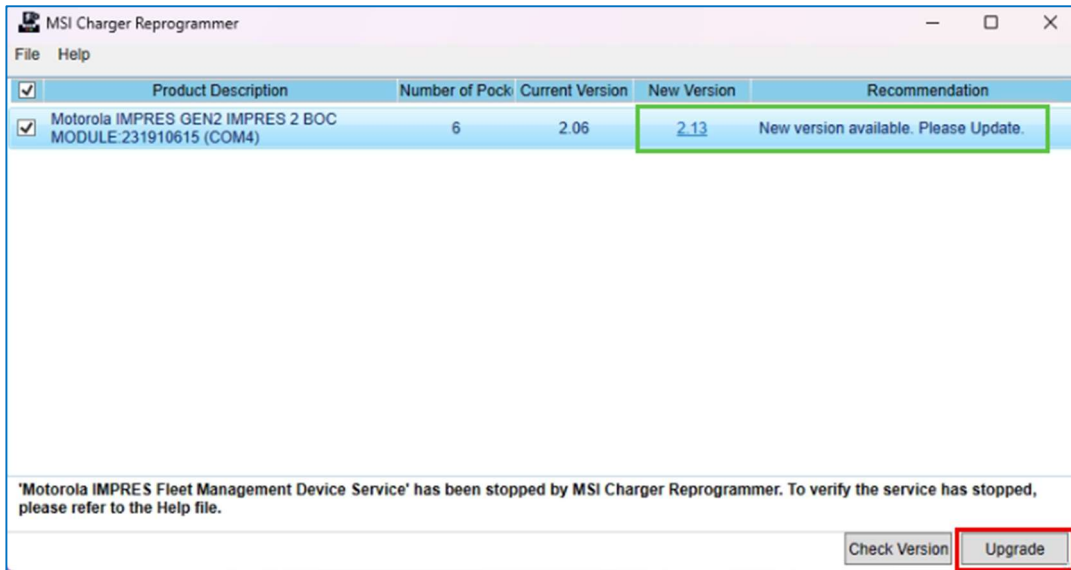 MSI Charger Reprogrammer
File Help
Product Description Number of Pock Current Version New Version Recommendation
Motorola IMPRES GEN2 IMPRES 2 BOC
MODULE:231910615 (COM4) 6 2.06 2.13 New version available. Please Update.
'Motorola IMPRES Fleet Management Device Service' has been stopped by MSI Charger Reprogrammer. To verify the service has stopped,
please refer to the Help file.
Check Version Upgrade